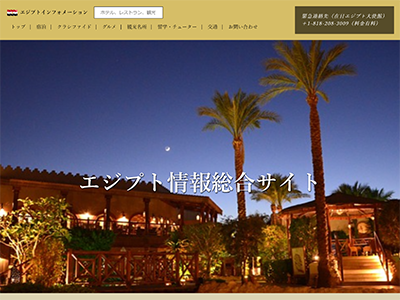 エジプトインフォメーション
ホテル、レストラン、観光
緊急連絡先（在日エジプト大使館）
+1-818-208-3009（料金有料）
トップ | 宿泊 | クラシファイド | グルメ | 観光名所 | 留学・チューター | 交通 | お問い合わせ
エジプト情報総合サイト